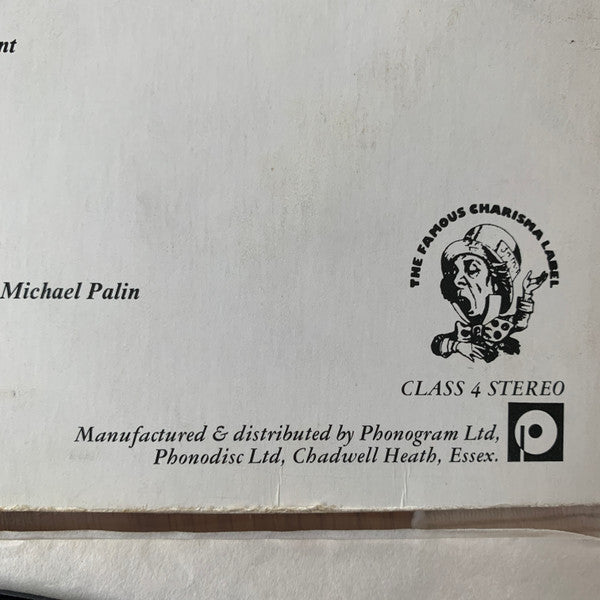 nt
Michael Palin
THE FAMOUS CHARISMA LABEL
CLASS 4 STEREO
Manufactured & distributed by Phonogram Ltd,
Phonodisc Ltd, Chadwell Heath, Essex.